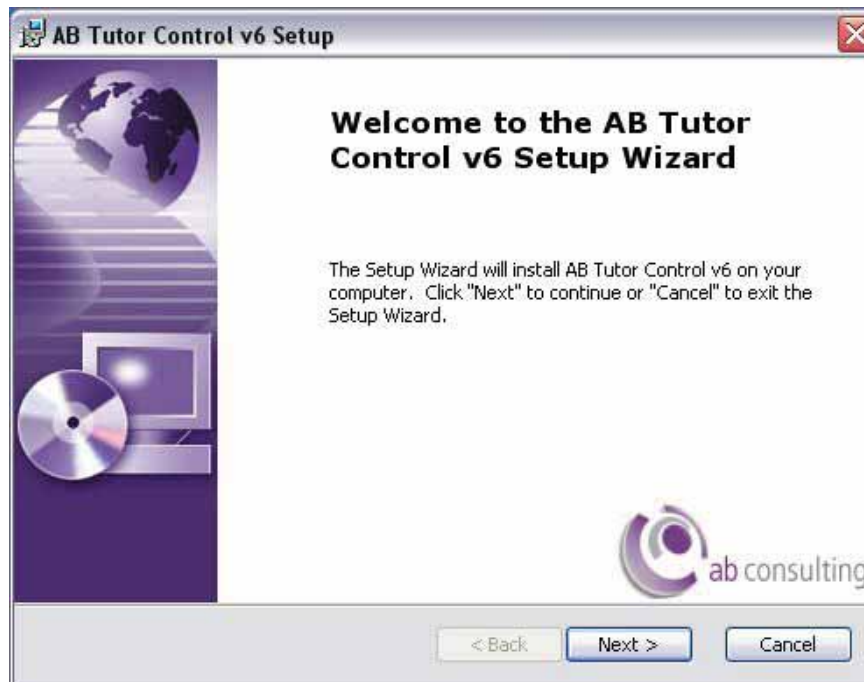 AB Tutor Control v6 Setup
Welcome to the AB Tutor
Control v6 Setup Wizard
The Setup Wizard will install AB Tutor Control v6 on your
computer. Click "Next" to continue or "Cancel" to exit the
Setup Wizard.
ab consulting
< Back Next > Cancel